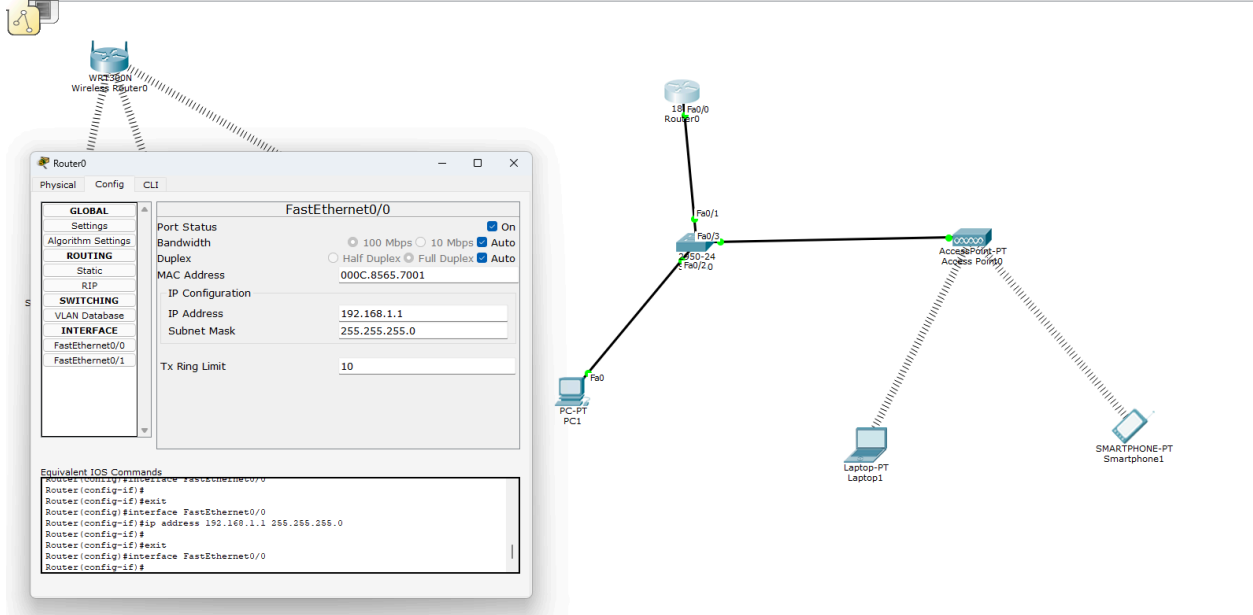 WRT300N
Wireless Router0
Router0
Physical Config CLI
GLOBAL
Settings
Algorithm Settings
ROUTING
Static
RIP
SWITCHING
VLAN Database
INTERFACE
FastEthernet0/0
FastEthernet0/1
FastEthernet0/0
Port Status On
Bandwidth 100 Mbps 10 Mbps Auto
Duplex Half Duplex Full Duplex Auto
MAC Address 000C.8565.7001
IP Configuration
IP Address 192.168.1.1
Subnet Mask 255.255.255.0
Tx Ring Limit 10
Equivalent IOS Commands
Router(config)#interface FastEthernet0/0
Router(config-if)#
Router(config-if)#exit
Router(config)#interface FastEthernet0/0
Router(config-if)#ip address 192.168.1.1 255.255.255.0
Router(config-if)#
Router(config-if)#exit
Router(config)#interface FastEthernet0/0
Router(config-if)#
18 Fa0/0
Router0
Fa0/1
Fa0/3
2950-24
Fa0/2
Fa0
PC-PT
PC1
AccessPoint-PT
Access Point0
Laptop-PT
Laptop1
SMARTPHONE-PT
Smartphone1